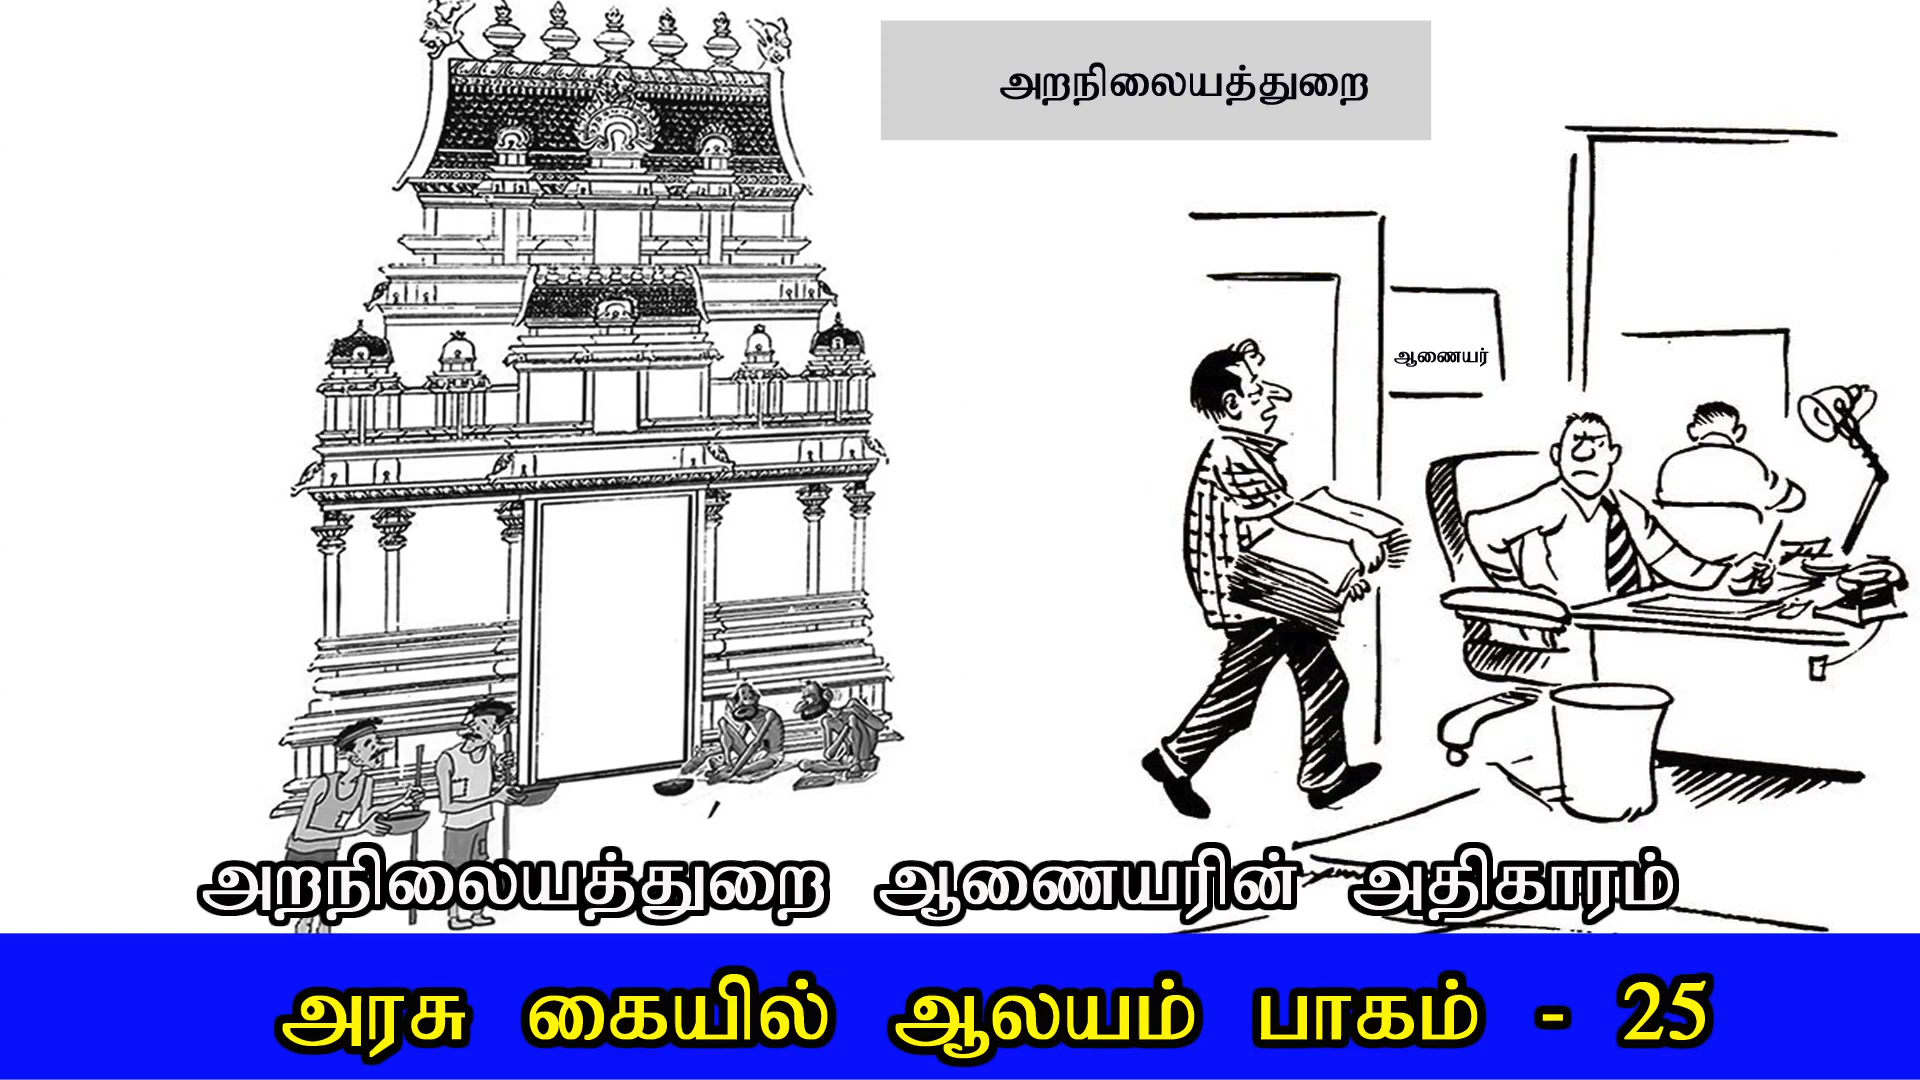 அறநிலையத்துறை
ஆணையர்
அறநிலையத்துறை ஆணையரின் அதிகாரம்
அரசு கையில் ஆலயம் பாகம் - 25